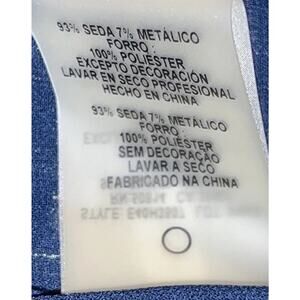 93% SEDA 7% METÁLICO
FORRO :
100% POLIESTER
EXCEPTO DECORACIÓN
LAVAR EN SECO PROFESIONAL
HECHO EN CHINA
93% SEDA 7% METÁLICO
FORRO :
100% POLIÉSTER
SEM DECORAÇÃO
LAVAR A SECO
FABRICADO NA CHINA